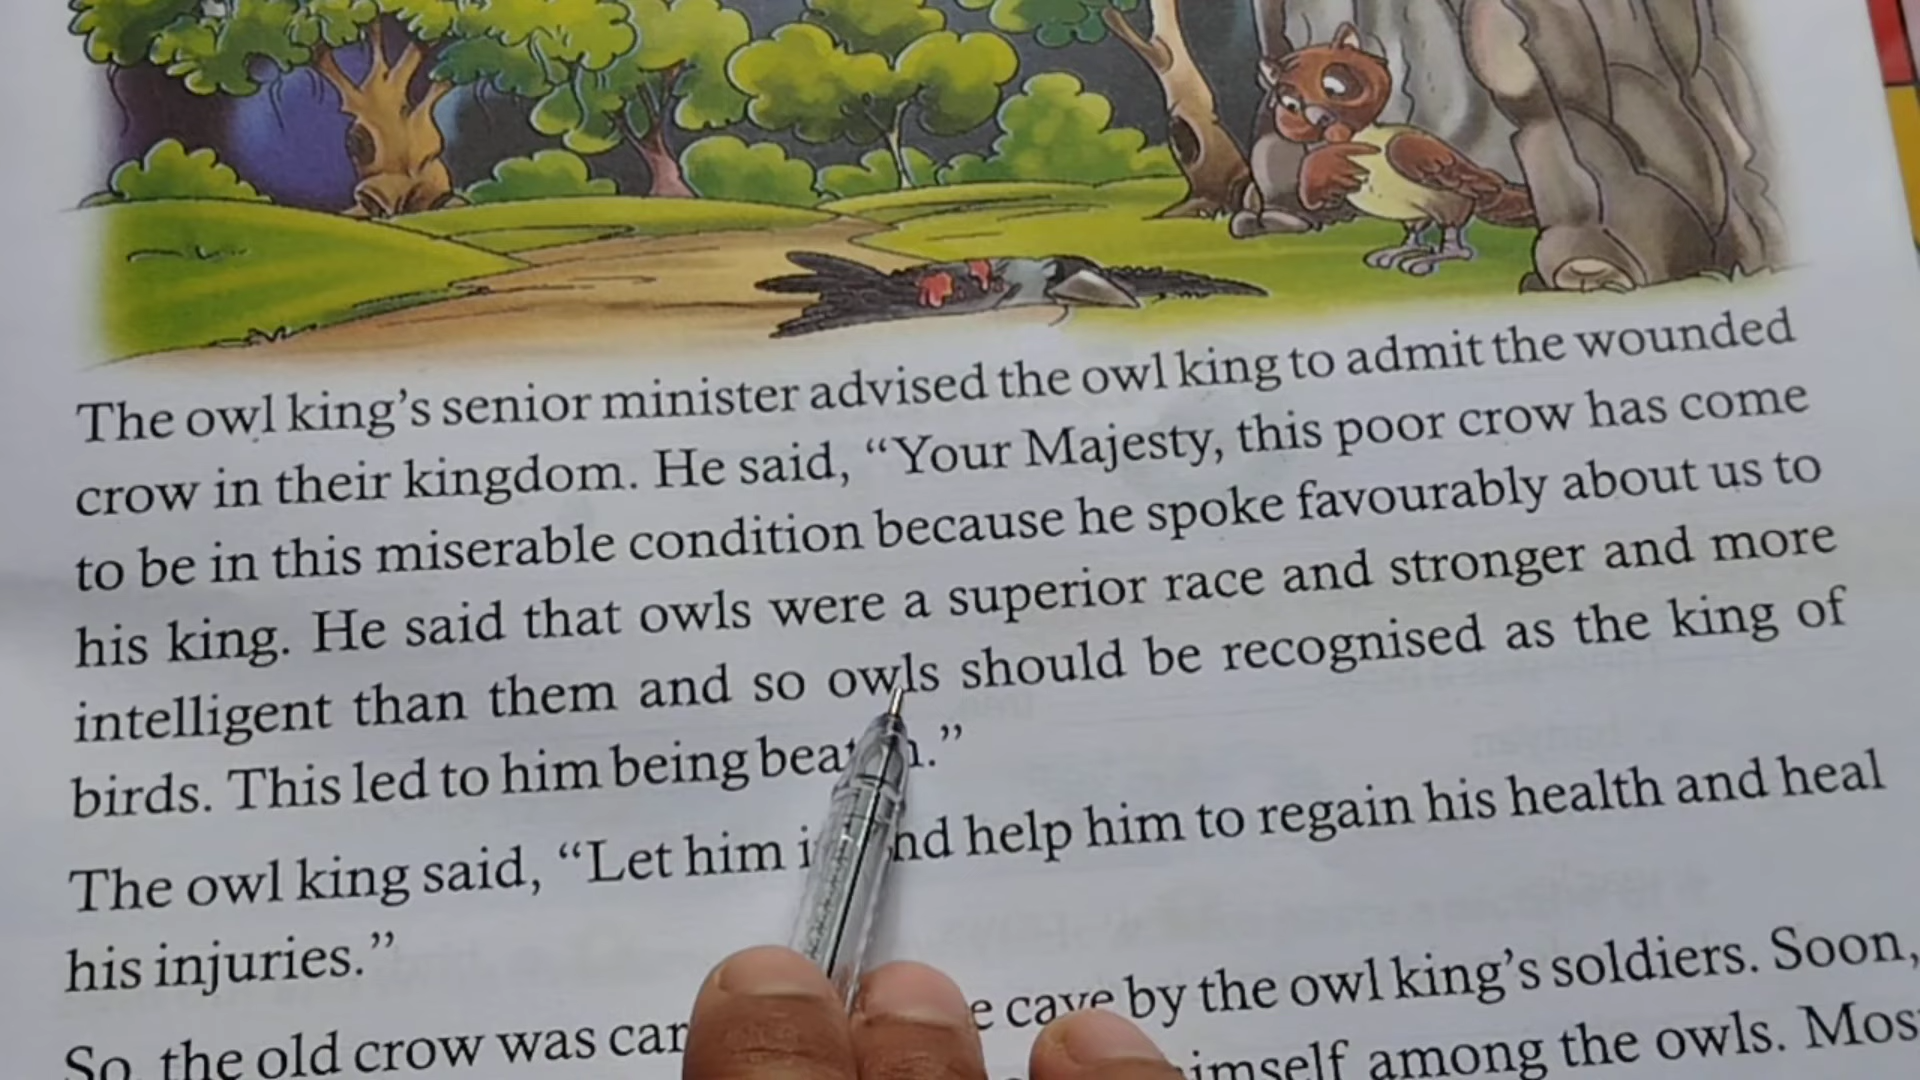 The owl king's senior minister advised the owl king to admit the wounded
crow in their kingdom. He said, “Your Majesty, this poor crow has come
to be in this miserable condition because he spoke favourably about us to
his king. He said that owls were a superior race and stronger and more
intelligent than them and so owls should be recognised as the king of
birds. This led to him being beaten.”
The owl king said, “Let him in and help him to regain his health and heal
his injuries.”
So, the old crow was cave by the owl king's soldiers. Soon,
among the owls.